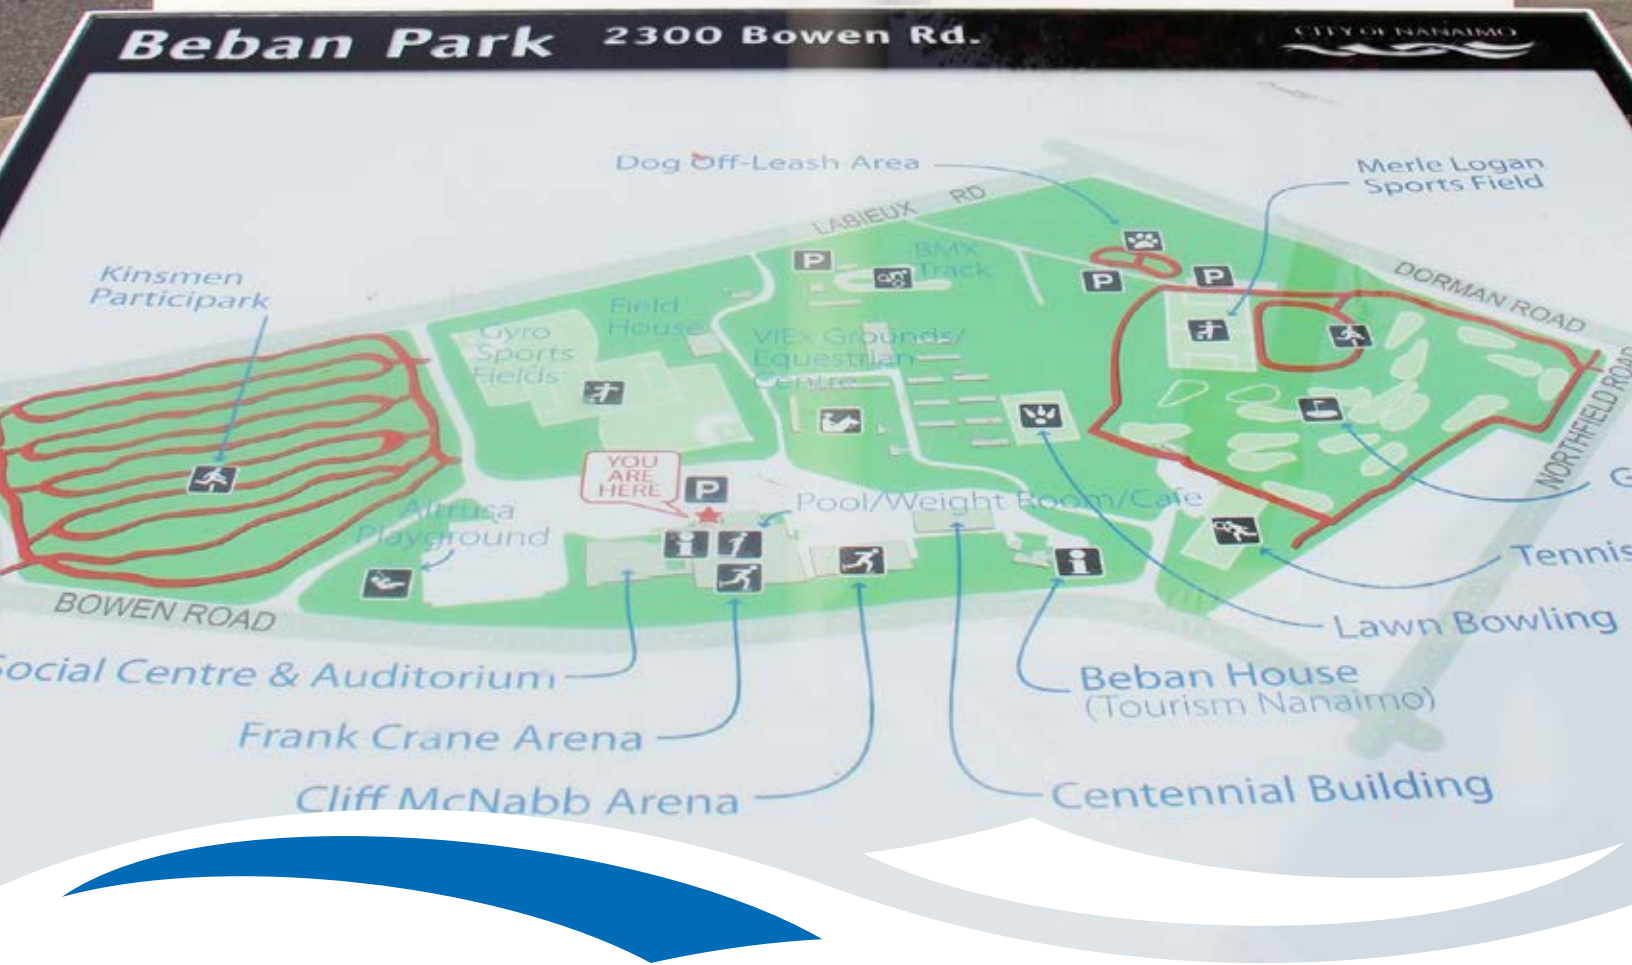 Beban Park 2300 Bowen Rd.
CITY OF NANAIMO
Dog Off-Leash Area
Merle Logan
Sports Field
LABIEUX RD
BMX
Track
DORMAN ROAD
Kinsmen
Participark
Field
House
Gyro
Sports
Fields
VIEx Grounds/
Equestrian
Centre
P
P
P
NORTHFIELD ROAD
YOU
ARE
HERE
P
Pool/Weight Room/Cafe
Altrusa
Playground
Tennis
BOWEN ROAD
Lawn Bowling
Social Centre & Auditorium
Beban House
(Tourism Nanaimo)
Frank Crane Arena
Cliff McNabb Arena
Centennial Building